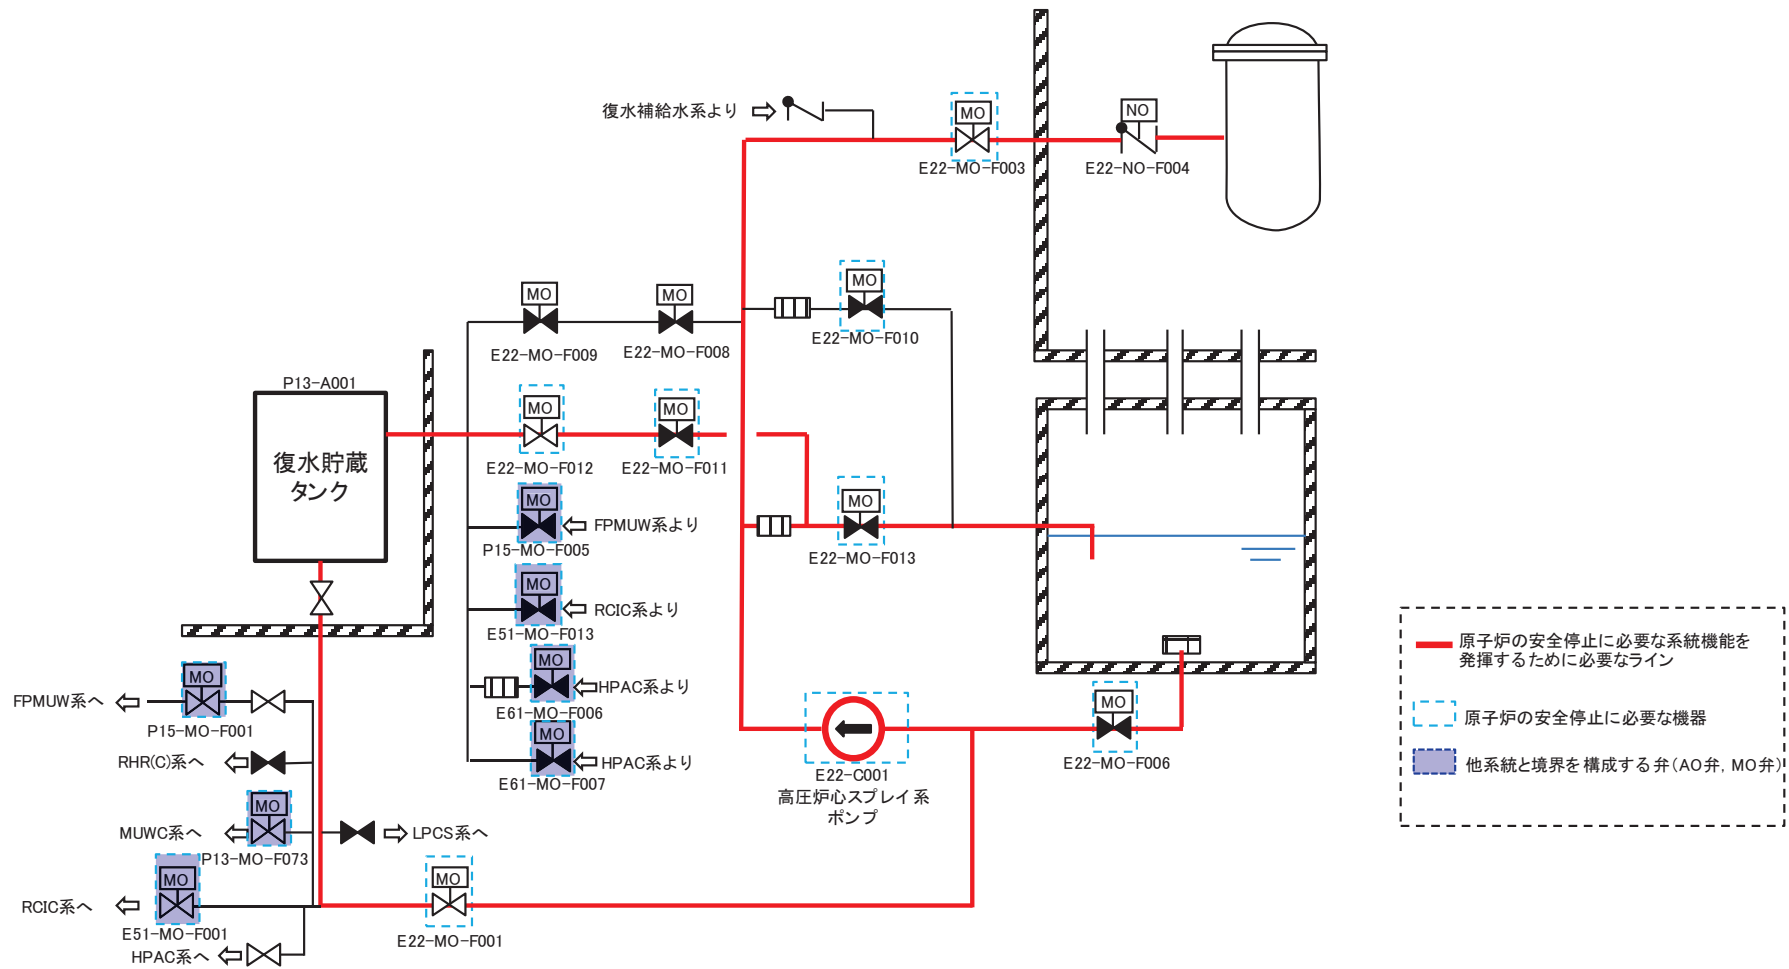 復水補給水系より
MO
E22-MO-F003
NO
E22-NO-F004
MO
E22-MO-F009
MO
E22-MO-F008
MO
E22-MO-F010
P13-A001
復水貯蔵
タンク
MO
E22-MO-F012
MO
E22-MO-F011
MO
P15-MO-F005
FPMUW系より
MO
E22-MO-F013
MO
E51-MO-F013
RCIC系より
MO
E61-MO-F006
HPAC系より
MO
E61-MO-F007
HPAC系より
E22-C001
高圧炉心スプレイ系
ポンプ
MO
E22-MO-F006
FPMUW系へ
MO
P15-MO-F001
RHR(C)系へ
MUWC系へ
MO
P13-MO-F073
LPCS系へ
RCIC系へ
MO
E51-MO-F001
HPAC系へ
MO
E22-MO-F001
原子炉の安全停止に必要な系統機能を
発揮するために必要なライン
原子炉の安全停止に必要な機器
他系統と境界を構成する弁(AO弁, MO弁)